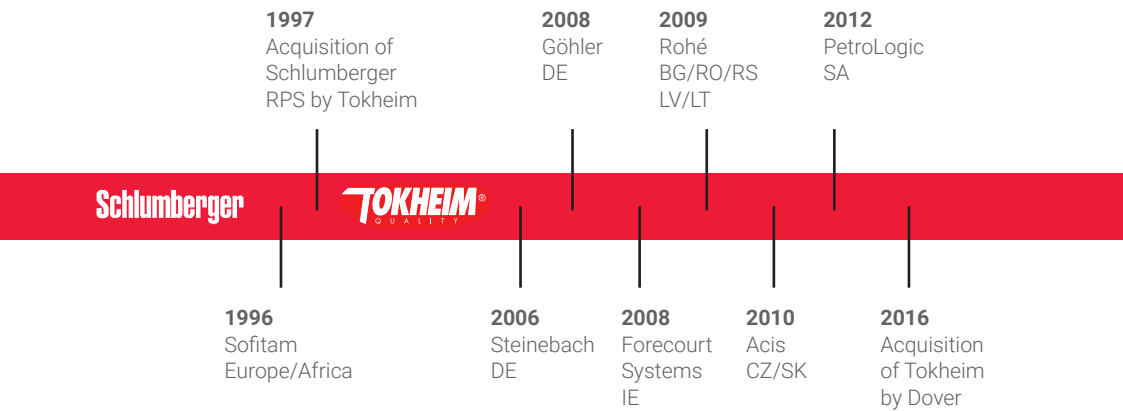 1997
Acquisition of
Schlumberger
RPS by Tokheim
2008
Göhler
DE
2009
Rohé
BG/RO/RS
LV/LT
2012
PetroLogic
SA
Schlumberger
TOKHEIM®
QUALITY
1996
Sofitam
Europe/Africa
2006
Steinebach
DE
2008
Forecourt
Systems
IE
2010
Acis
CZ/SK
2016
Acquisition
of Tokheim
by Dover